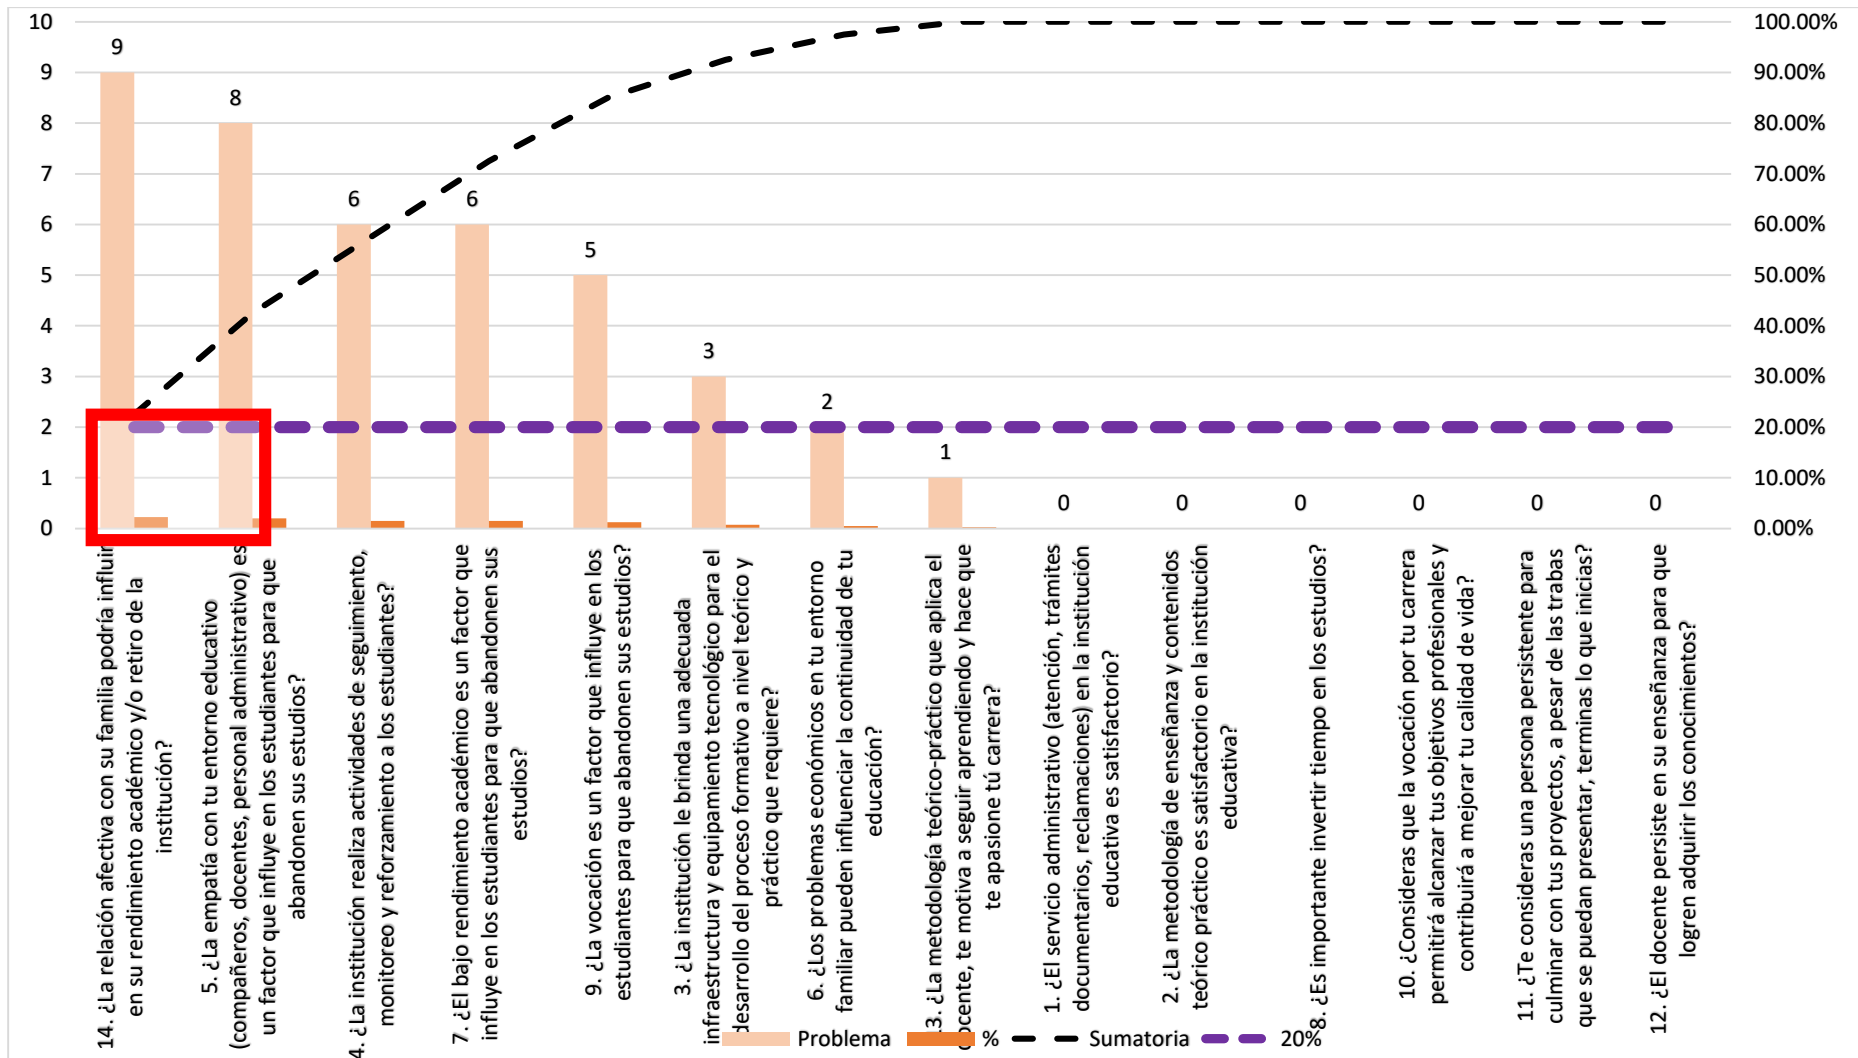 10
9
8
7
6
5
4
3
2
1
0
100.00%
90.00%
80.00%
70.00%
60.00%
50.00%
40.00%
30.00%
20.00%
10.00%
0.00%
9
8
6
6
5
3
2
1
0
0
0
0
0
0
14. ¿La relación afectiva con su familia podría influir
en su rendimiento académico y/o retiro de la
institución?
5. ¿La empatía con tu entorno educativo
(compañeros, docentes, personal administrativo) es
un factor que influye en los estudiantes para que
abandonen sus estudios?
4. ¿La institución realiza actividades de seguimiento,
monitoreo y reforzamiento a los estudiantes?
7. ¿El bajo rendimiento académico es un factor que
influye en los estudiantes para que abandonen sus
estudios?
9. ¿La vocación es un factor que influye en los
estudiantes para que abandonen sus estudios?
3. ¿La institución le brinda una adecuada
infraestructura y equipamiento tecnológico para el
desarrollo del proceso formativo a nivel teórico y
práctico que requiere?
6. ¿Los problemas económicos en tu entorno
familiar pueden influenciar la continuidad de tu
educación?
13. ¿La metodología teórico-práctico que aplica el
docente, te motiva a seguir aprendiendo y hace que
te apasione tú carrera?
1. ¿El servicio administrativo (atención, trámites
documentarios, reclamaciones) en la institución
educativa es satisfactorio?
2. ¿La metodología de enseñanza y contenidos
teórico práctico es satisfactorio en la institución
educativa?
8. ¿Es importante invertir tiempo en los estudios?
10. ¿Consideras que la vocación por tu carrera
permitirá alcanzar tus objetivos profesionales y
contribuirá a mejorar tu calidad de vida?
11. ¿Te consideras una persona persistente para
culminar con tus proyectos, a pesar de las trabas
que se puedan presentar, terminas lo que inicias?
12. ¿El docente persiste en su enseñanza para que
logren adquirir los conocimientos?
Problema
%
Sumatoria
20%